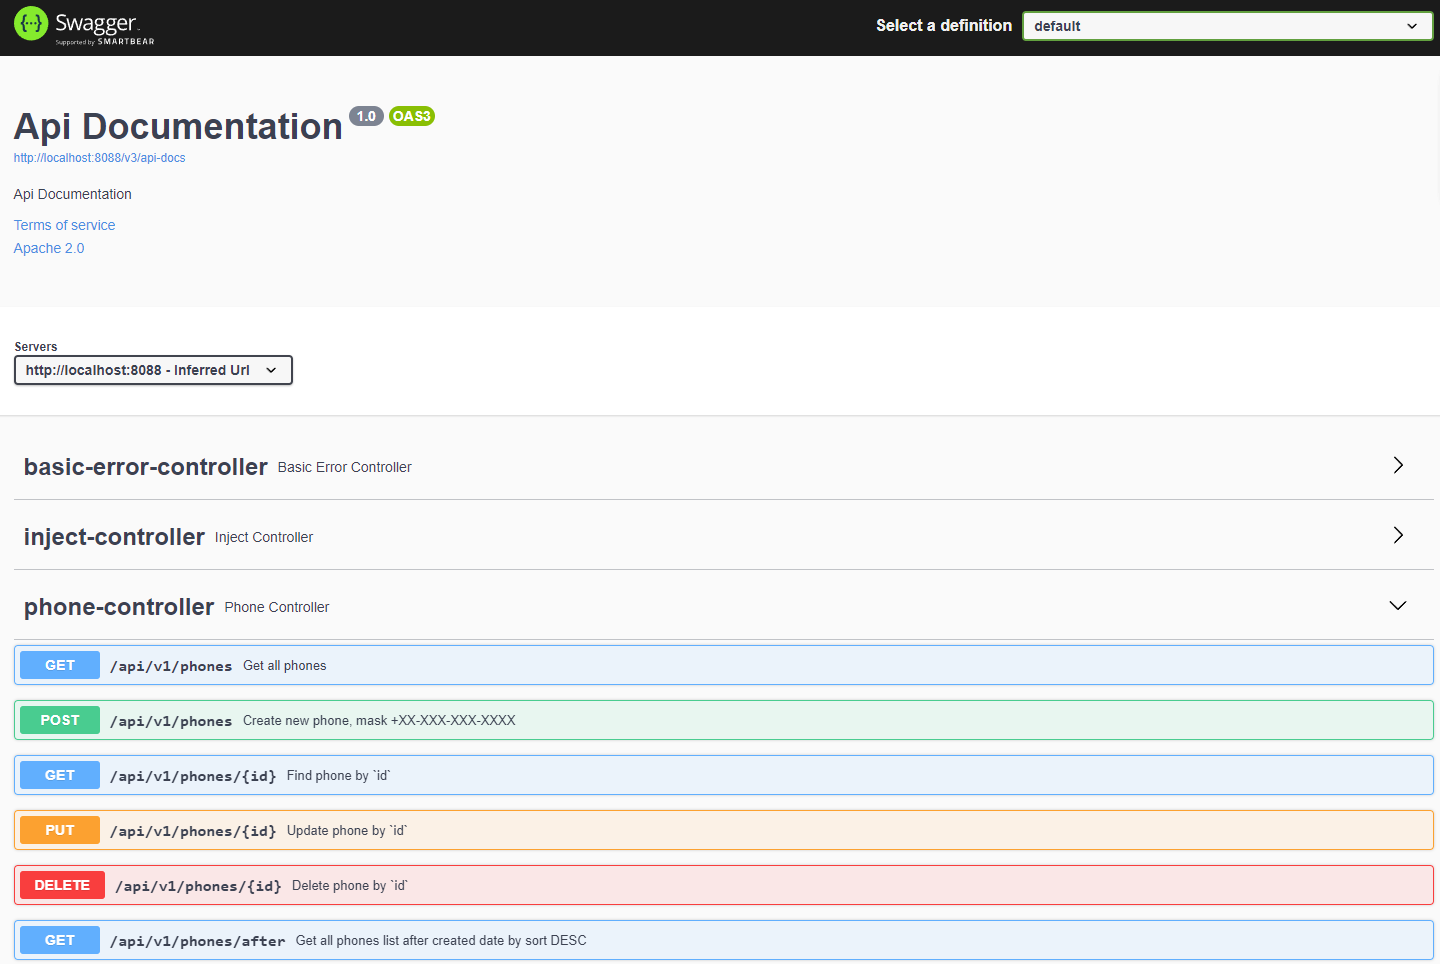 Swagger
Supported by SMARTBEAR
Select a definition
default
Api Documentation 1.0 OAS3
http://localhost:8088/v3/api-docs
Api Documentation
Terms of service
Apache 2.0
Servers
http://localhost:8088 - Inferred Url
basic-error-controller Basic Error Controller
inject-controller Inject Controller
phone-controller Phone Controller
GET /api/v1/phones Get all phones
POST /api/v1/phones Create new phone, mask +XX-XXX-XXX-XXXX
GET /api/v1/phones/{id} Find phone by `id`
PUT /api/v1/phones/{id} Update phone by `id`
DELETE /api/v1/phones/{id} Delete phone by `id`
GET /api/v1/phones/after Get all phones list after created date by sort DESC